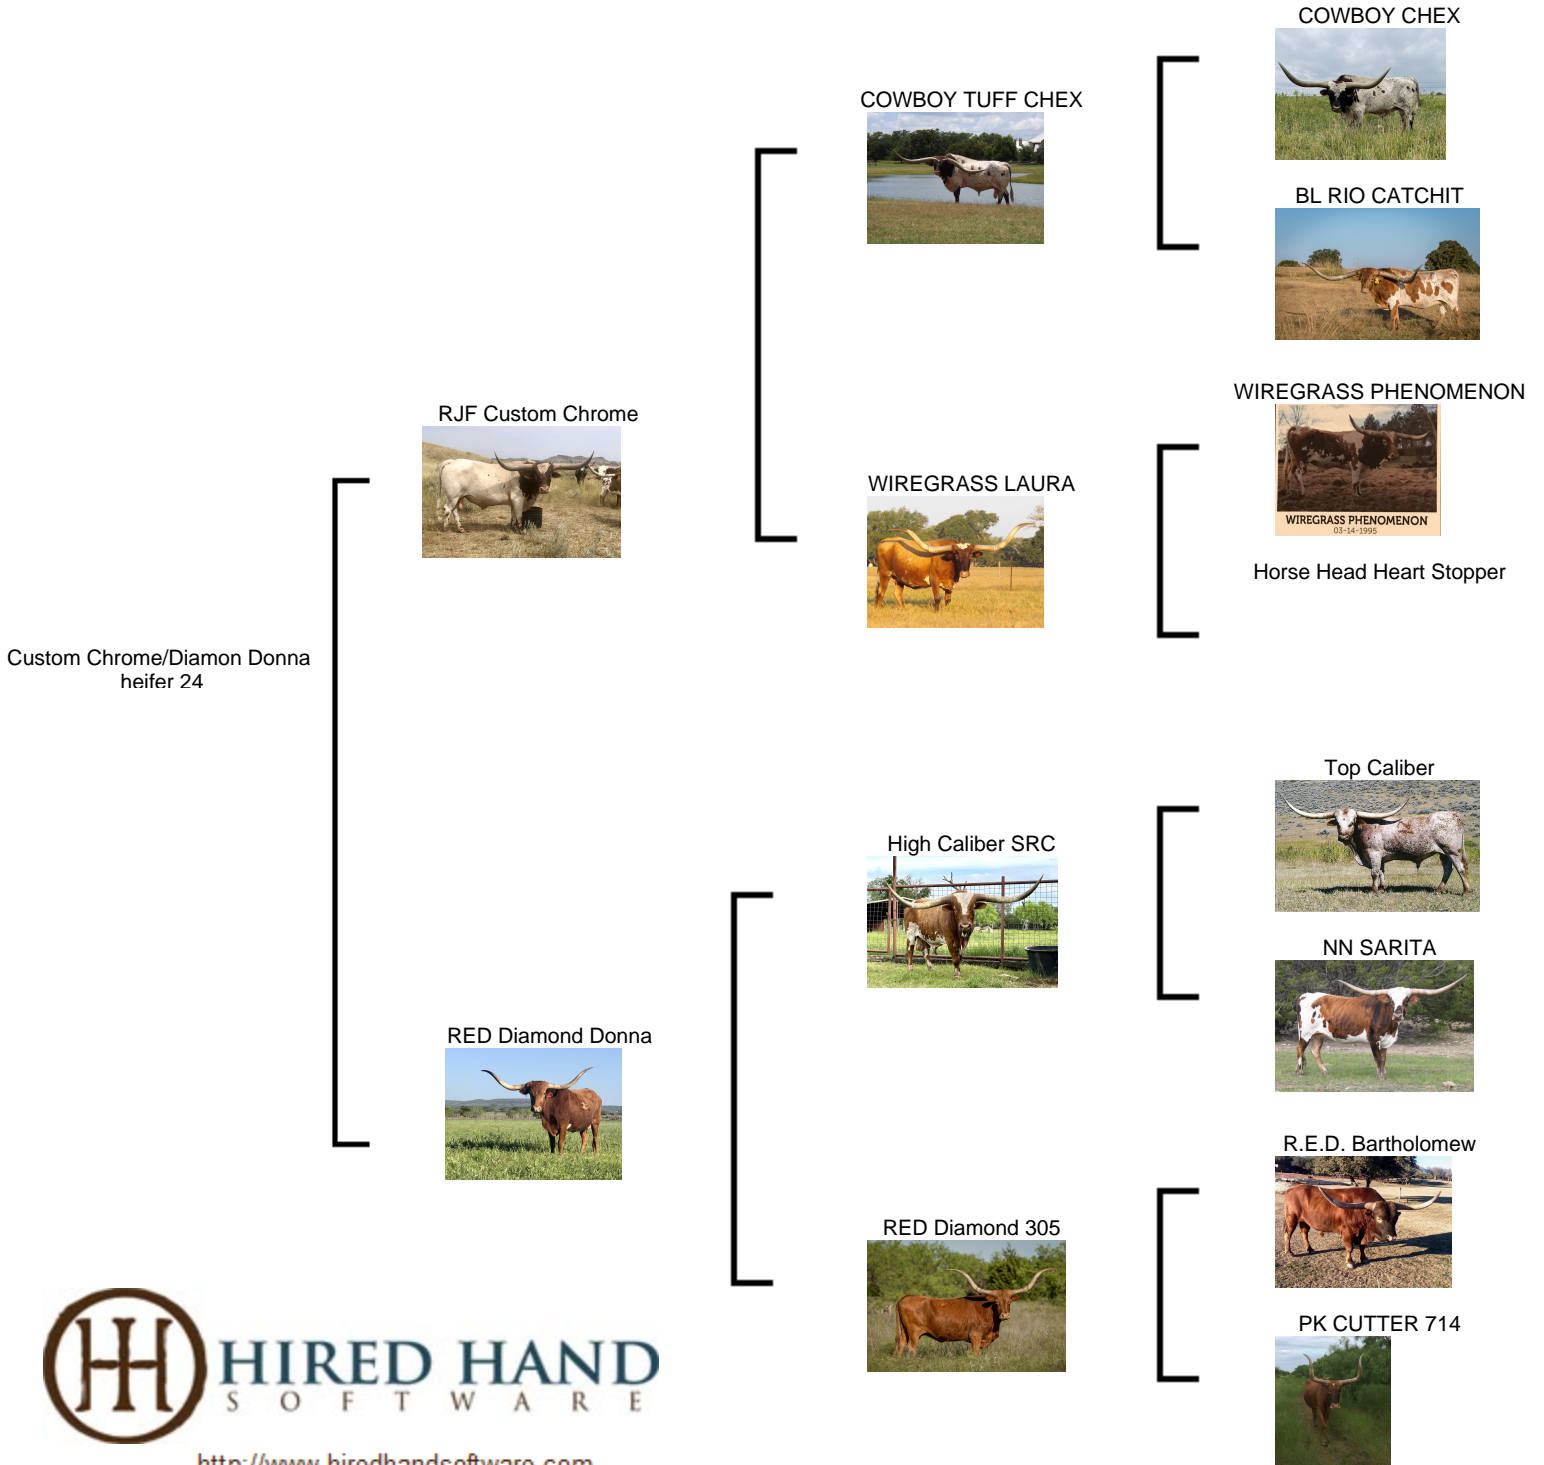 COWBOY CHEX
COWBOY TUFF CHEX
BL RIO CATCHIT
WIREGRASS PHENOMENON
RJF Custom Chrome
WIREGRASS LAURA
WIREGRASS PHENOMENON
03-14-1995
Horse Head Heart Stopper
Custom Chrome/Diamon Donna
heifer 24
Top Caliber
High Caliber SRC
NN SARITA
RED Diamond Donna
R.E.D. Bartholomew
RED Diamond 305
PK CUTTER 714
HIRED HAND
SOFTWARE
http://www.hiredhandsoftware.com